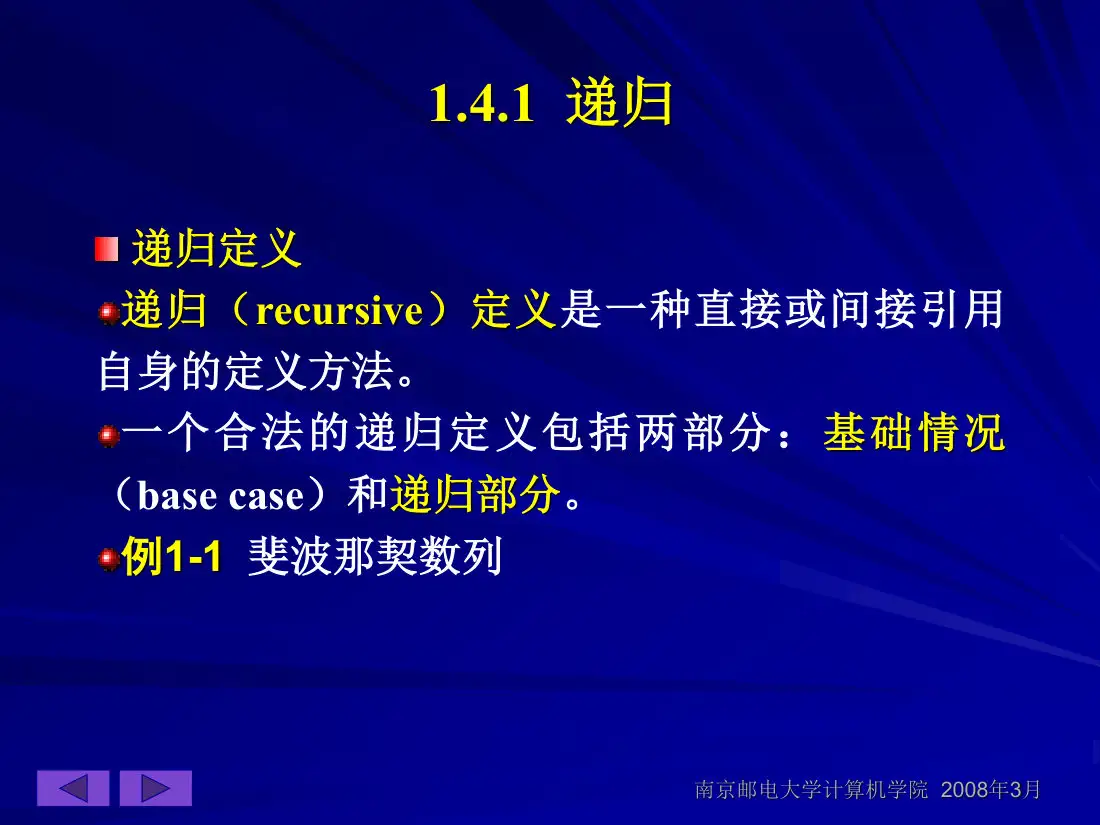 1.4.1 递归
递归定义
递归（recursive）定义是一种直接或间接引用
自身的定义方法。
一个合法的递归定义包括两部分：基础情况
（base case）和递归部分。
例1-1 斐波那契数列
南京邮电大学计算机学院 2008年3月